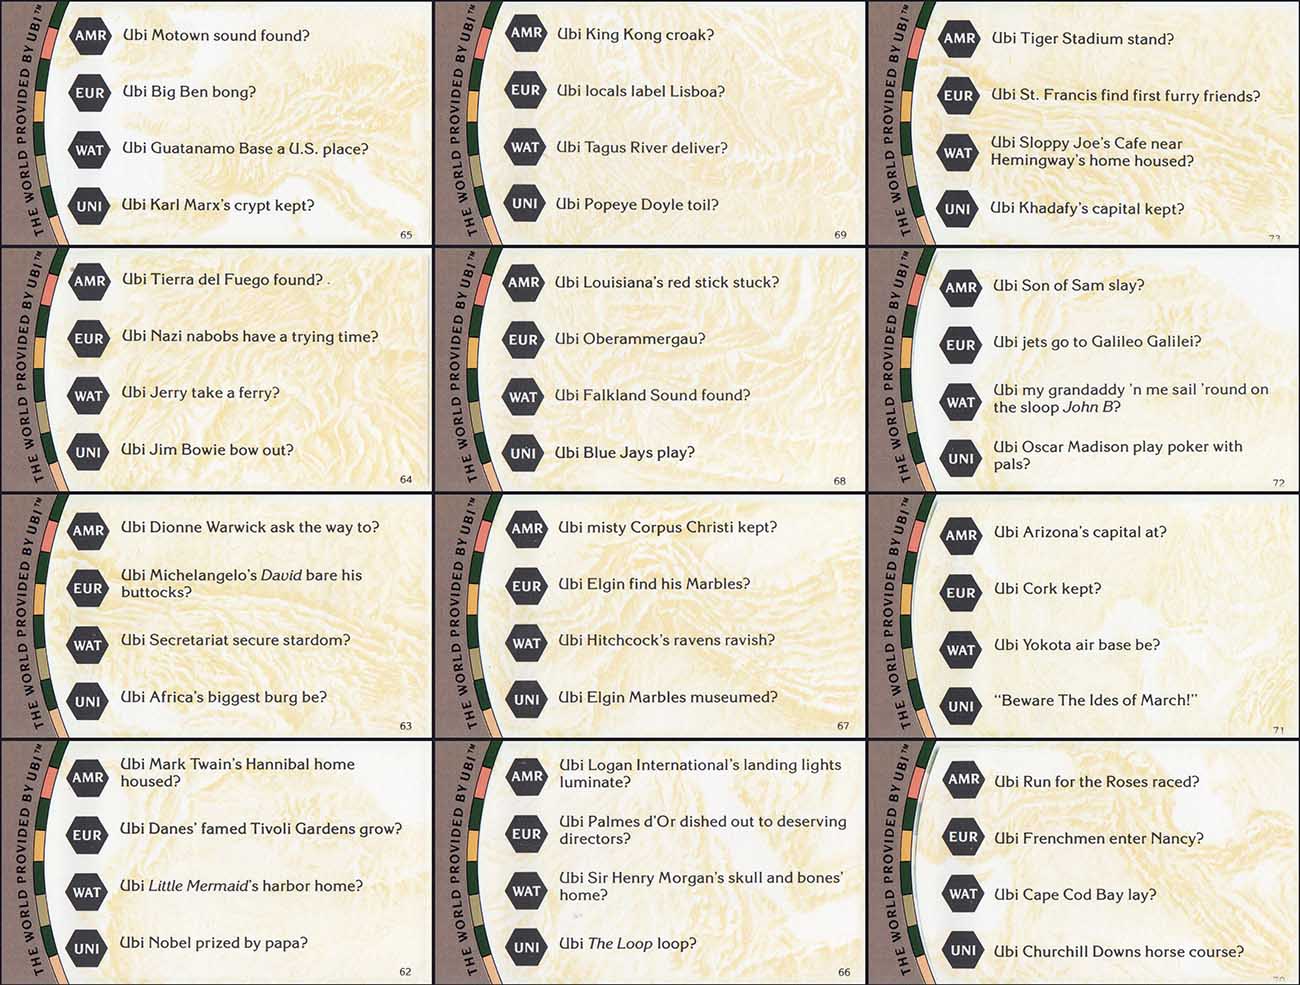 THE WORLD PROVIDED BY UBI™
AMR Ubi Motown sound found?
EUR Ubi Big Ben bong?
WAT Ubi Guatanamo Base a U.S. place?
UNI Ubi Karl Marx's crypt kept?
65
THE WORLD PROVIDED BY UBI™
AMR Ubi King Kong croak?
EUR Ubi locals label Lisboa?
WAT Ubi Tagus River deliver?
UNI Ubi Popeye Doyle toil?
69
THE WORLD PROVIDED BY UBI™
AMR Ubi Tiger Stadium stand?
EUR Ubi St. Francis find first furry friends?
WAT Ubi Sloppy Joe's Cafe near
Hemingway's home housed?
UNI Ubi Khadafy's capital kept?
73
THE WORLD PROVIDED BY UBI™
AMR Ubi Tierra del Fuego found?
EUR Ubi Nazi nabobs have a trying time?
WAT Ubi Jerry take a ferry?
UNI Ubi Jim Bowie bow out?
64
THE WORLD PROVIDED BY UBI™
AMR Ubi Louisiana's red stick stuck?
EUR Ubi Oberammergau?
WAT Ubi Falkland Sound found?
UNI Ubi Blue Jays play?
68
THE WORLD PROVIDED BY UBI™
AMR Ubi Son of Sam slay?
EUR Ubi jets go to Galileo Galilei?
WAT Ubi my grandaddy 'n me sail 'round on
the sloop John B?
UNI Ubi Oscar Madison play poker with
pals?
72
THE WORLD PROVIDED BY UBI™
AMR Ubi Dionne Warwick ask the way to?
EUR Ubi Michelangelo's David bare his
buttocks?
WAT Ubi Secretariat secure stardom?
UNI Ubi Africa's biggest burg be?
63
THE WORLD PROVIDED BY UBI™
AMR Ubi misty Corpus Christi kept?
EUR Ubi Elgin find his Marbles?
WAT Ubi Hitchcock's ravens ravish?
UNI Ubi Elgin Marbles museumed?
67
THE WORLD PROVIDED BY UBI™
AMR Ubi Arizona's capital at?
EUR Ubi Cork kept?
WAT Ubi Yokota air base be?
UNI "Beware The Ides of March!"
71
THE WORLD PROVIDED BY UBI™
AMR Ubi Mark Twain's Hannibal home
housed?
EUR Ubi Danes' famed Tivoli Gardens grow?
WAT Ubi Little Mermaid's harbor home?
UNI Ubi Nobel prized by papa?
62
THE WORLD PROVIDED BY UBI™
AMR Ubi Logan International's landing lights
luminate?
EUR Ubi Palmes d'Or dished out to deserving
directors?
WAT Ubi Sir Henry Morgan's skull and bones'
home?
UNI Ubi The Loop loop?
66
THE WORLD PROVIDED BY UBI™
AMR Ubi Run for the Roses raced?
EUR Ubi Frenchmen enter Nancy?
WAT Ubi Cape Cod Bay lay?
UNI Ubi Churchill Downs horse course?
70